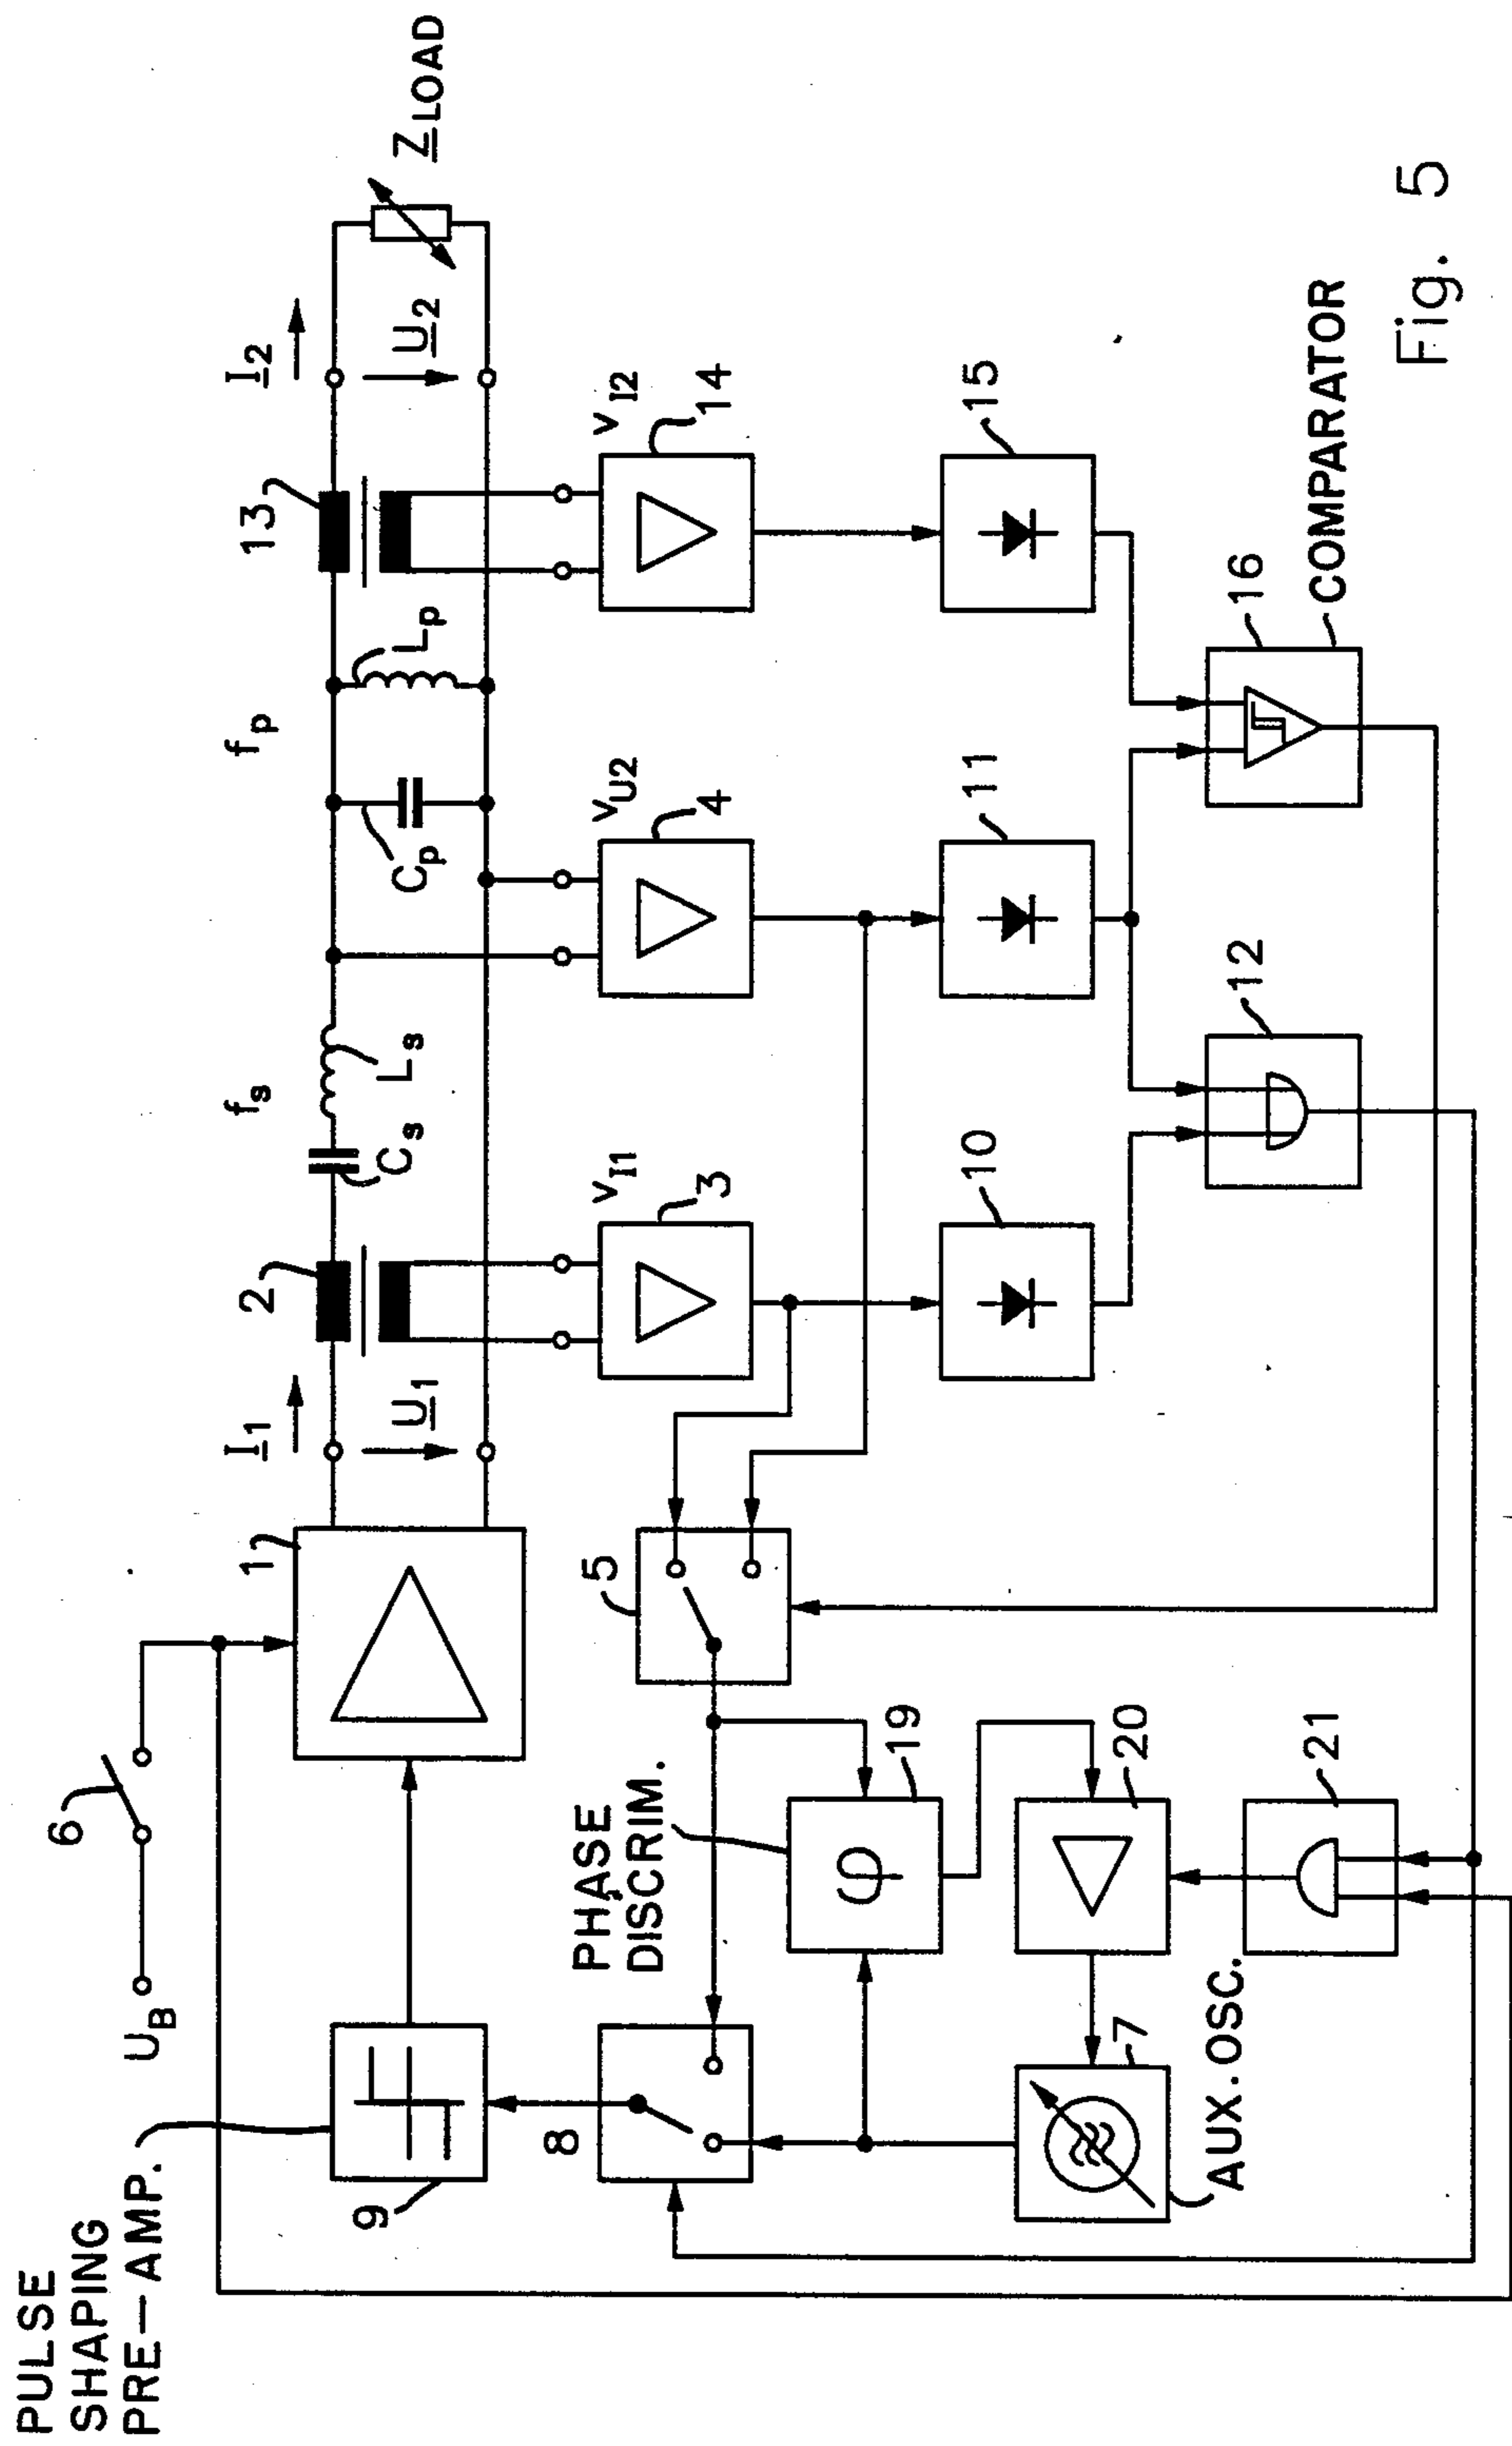 PULSE
SHAPING
PRE-AMP.
U_B
6
9
1
I_1
U_1
2
C_s
f_s
L_s
C_p
f_p
L_p
13
I_2
U_2
Z_LOAD
8
5
V_I1
3
V_U2
4
V_I2
14
PHASE
DISCRIM.
19
10
11
15
7
AUX. OSC.
20
21
12
16
COMPARATOR
Fig. 5
φ